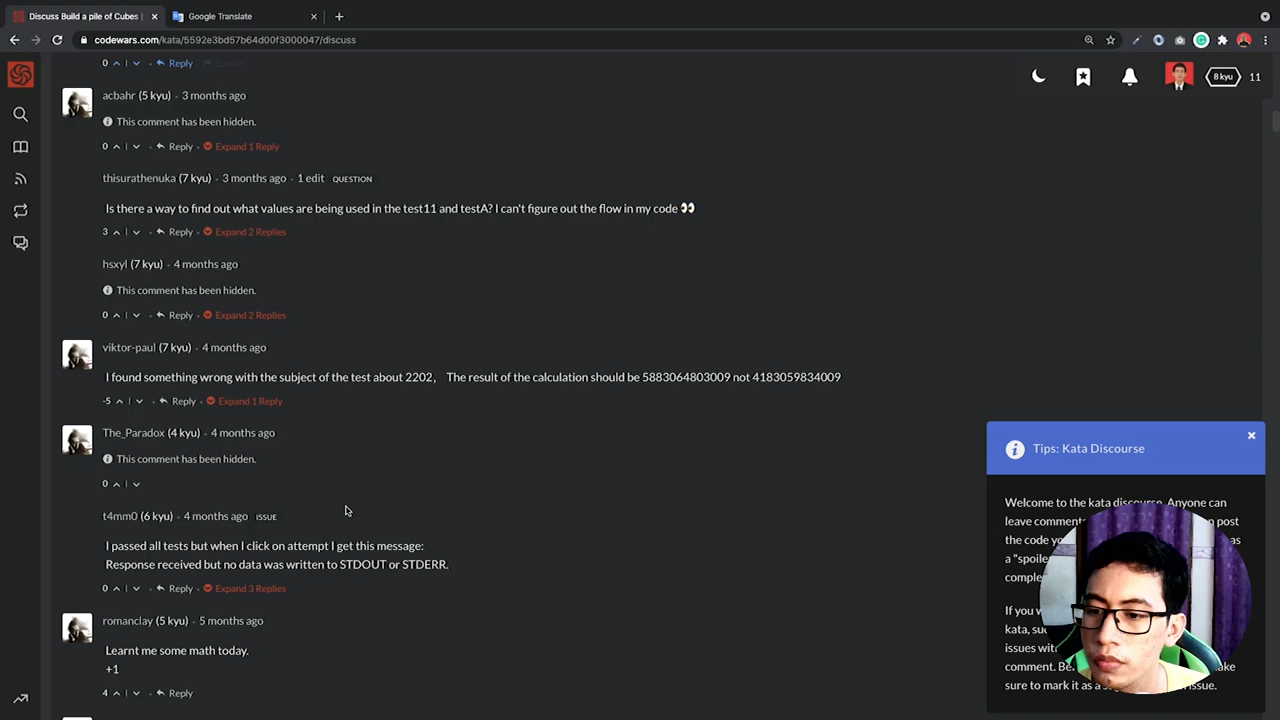 Discuss Build a pile of Cubes |
Google Translate
codewars.com/kata/5592e3bd57b64d00f3000047/discuss
0 Reply Spoiler
8 kyu 11
acbahr (5 kyu) · 3 months ago
This comment has been hidden.
0 Reply Expand 1 Reply
thisurathenuka (7 kyu) · 3 months ago · 1 edit QUESTION
Is there a way to find out what values are being used in the test11 and testA? I can't figure out the flow in my code 👀
3 Reply Expand 2 Replies
hsxyl (7 kyu) · 4 months ago
This comment has been hidden.
0 Reply Expand 2 Replies
viktor-paul (7 kyu) · 4 months ago
I found something wrong with the subject of the test about 2202， The result of the calculation should be 5883064803009 not 4183059834009
-5 Reply Expand 1 Reply
The_Paradox (4 kyu) · 4 months ago
This comment has been hidden.
0
t4mm0 (6 kyu) · 4 months ago ISSUE
I passed all tests but when I click on attempt I get this message:
Response received but no data was written to STDOUT or STDERR.
0 Reply Expand 3 Replies
romanclay (5 kyu) · 5 months ago
Learnt me some math today.
+1
4 Reply
Tips: Kata Discourse
Welcome to the kata discourse. Anyone can
leave comments post
the code as
a "spoiler
If you
kata,
issues
comment.
sure to mark it as a issue.